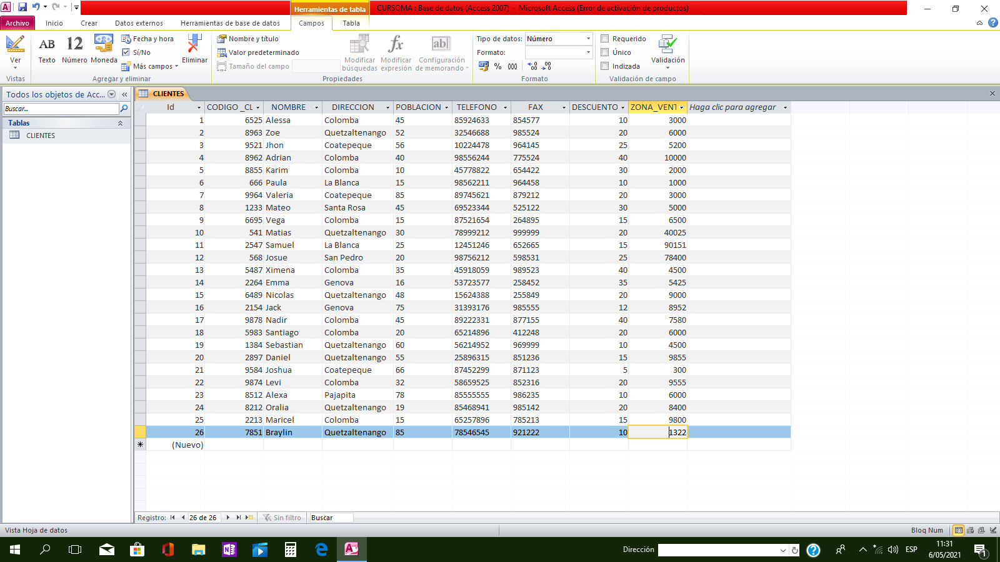 Herramientas de tabla
CURSOMA : Base de datos (Access 2007) - Microsoft Access (Error de activación de productos)
Archivo Inicio Crear Datos externos Herramientas de base de datos Campos Tabla
Ver
Vistas
AB Texto
12 Número
Moneda
Fecha y hora
Sí/No
Más campos
Eliminar
Agregar y eliminar
Nombre y título
Valor predeterminado
Tamaño del campo
Modificar búsquedas
fx Modificar expresión
ab Configuración de memorando
Propiedades
Tipo de datos: Número
Formato:
% 000 ,00 ,00
Formato
Requerido
Único
Indizada
Validación
Validación de campo
Todos los objetos de Acc...
Buscar...
Tablas
CLIENTES
CLIENTES
Id CODIGO _CL NOMBRE DIRECCION POBLACION TELEFONO FAX DESCUENTO ZONA_VENT Haga clic para agregar
1 6525 Alessa Colomba 45 85924633 854577 10 3000
2 8963 Zoe Quetzaltenango 52 32546688 985524 20 6000
3 9521 Jhon Coatepeque 56 10224478 964145 25 5200
4 8962 Adrian Colomba 40 98556244 775524 40 10000
5 8855 Karim Colomba 10 45778822 654422 30 2000
6 666 Paula La Blanca 15 98562211 964458 10 1000
7 9964 Valeria Coatepeque 85 89745621 879212 20 3000
8 1233 Mateo Santa Rosa 45 69523344 525122 30 5000
9 6695 Vega Colomba 15 87521654 264895 15 6500
10 541 Matias Quetzaltenango 30 78999212 999999 20 40025
11 2547 Samuel La Blanca 25 12451246 652665 15 90151
12 568 Josue San Pedro 20 98756212 598531 25 78400
13 5487 Ximena Colomba 35 45918059 989523 40 4500
14 2264 Emma Genova 16 53723577 258452 35 5425
15 6489 Nicolas Quetzaltenango 48 15624388 255849 20 9000
16 2154 Jack Genova 75 31393176 985555 12 8952
17 9878 Nadir Colomba 45 89222331 877155 40 7580
18 5983 Santiago Colomba 20 65214896 412248 20 6000
19 1384 Sebastian Quetzaltenango 60 56214952 969999 10 4500
20 2897 Daniel Quetzaltenango 55 25896315 851236 15 9855
21 9584 Joshua Coatepeque 66 87452299 871123 5 300
22 9874 Levi Colomba 32 58659525 852316 20 9555
23 8512 Alexa Pajapita 78 85555555 986235 10 6000
24 8212 Oralia Quetzaltenango 19 85468941 985142 20 8400
25 2213 Maricel Colomba 15 65257896 785213 15 9800
26 7851 Braylin Quetzaltenango 85 78546545 921222 10 1322
* (Nuevo)
Registro: 26 de 26 Sin filtro Buscar
Vista Hoja de datos Bloq Num
Dirección ESP 11:31
6/05/2021
1